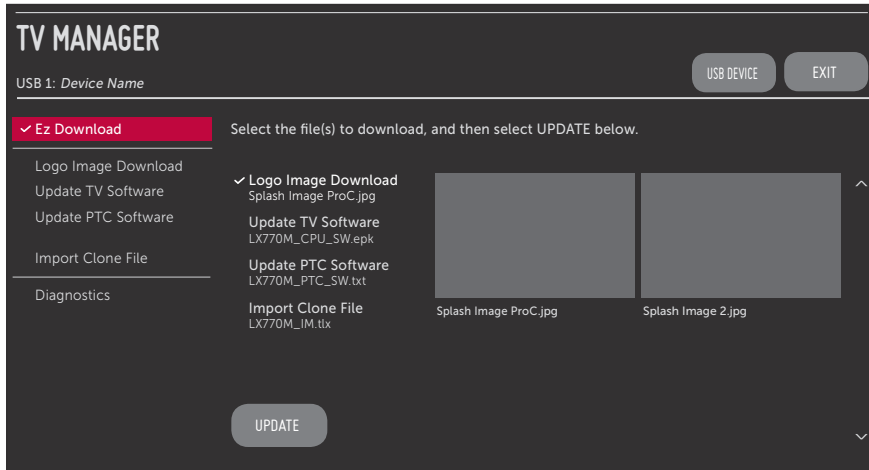 TV MANAGER
USB 1: Device Name
USB DEVICE
EXIT
Ez Download
Logo Image Download
Update TV Software
Update PTC Software
Import Clone File
Diagnostics
Select the file(s) to download, and then select UPDATE below.
Logo Image Download
Splash Image ProC.jpg
Update TV Software
LX770M_CPU_SW.epk
Update PTC Software
LX770M_PTC_SW.txt
Import Clone File
LX770M_IM.tlx
Splash Image ProC.jpg
Splash Image 2.jpg
UPDATE